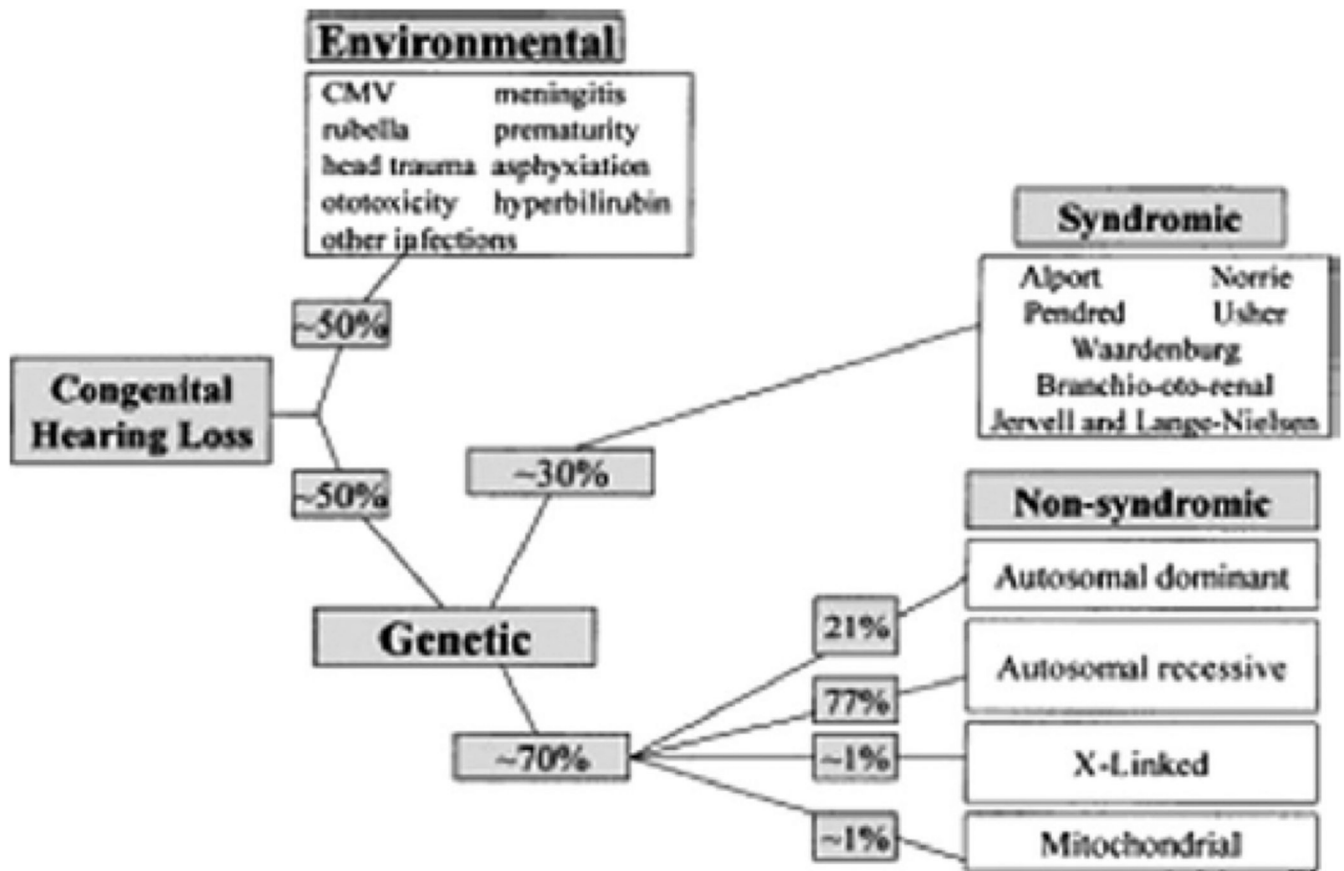 Environmental
CMV meningitis
rubella prematurity
head trauma asphyxiation
ototoxicity hyperbilirubin
other infections
~50%
Congenital
Hearing Loss
~50%
Genetic
~30%
Syndromic
Alport Norrie
Pendred Usher
Waardenburg
Branchio-oto-renal
Jervell and Lange-Nielsen
~70%
Non-syndromic
21%
Autosomal dominant
77%
Autosomal recessive
~1%
X-Linked
~1%
Mitochondrial